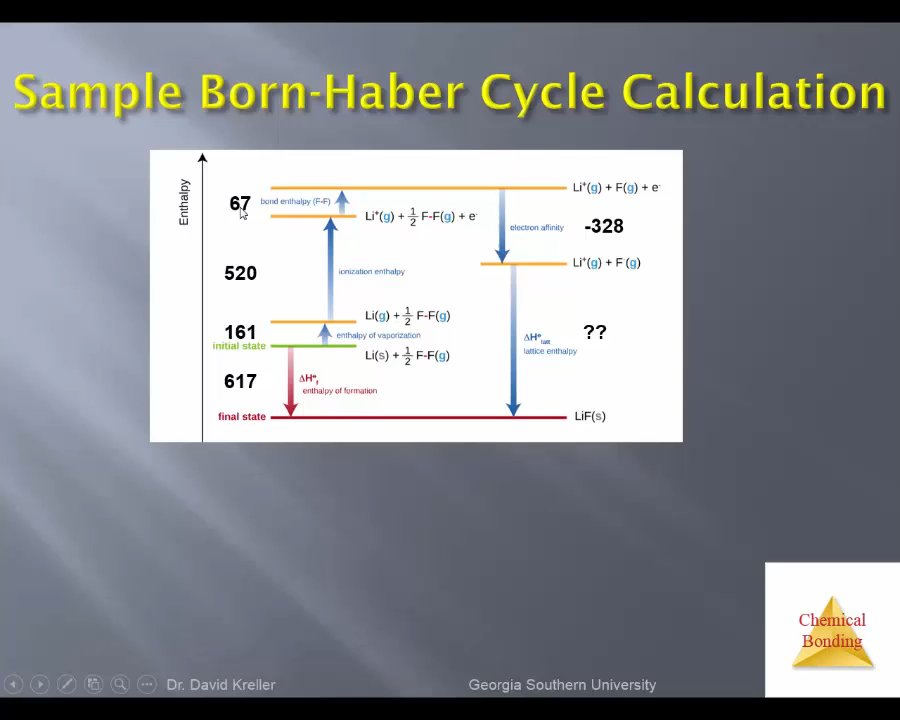 Sample Born-Haber Cycle Calculation
Enthalpy
67
bond enthalpy (F-F)
Li⁺(g) + F(g) + e⁻
Li⁺(g) + 1/2 F-F(g) + e⁻
electron affinity
-328
Li⁺(g) + F (g)
520
ionization enthalpy
Li(g) + 1/2 F-F(g)
161
enthalpy of vaporization
initial state
Li(s) + 1/2 F-F(g)
ΔH°latt
lattice enthalpy
??
617
ΔH°f
enthalpy of formation
final state
LiF(s)
Chemical
Bonding
Dr. David Kreller
Georgia Southern University